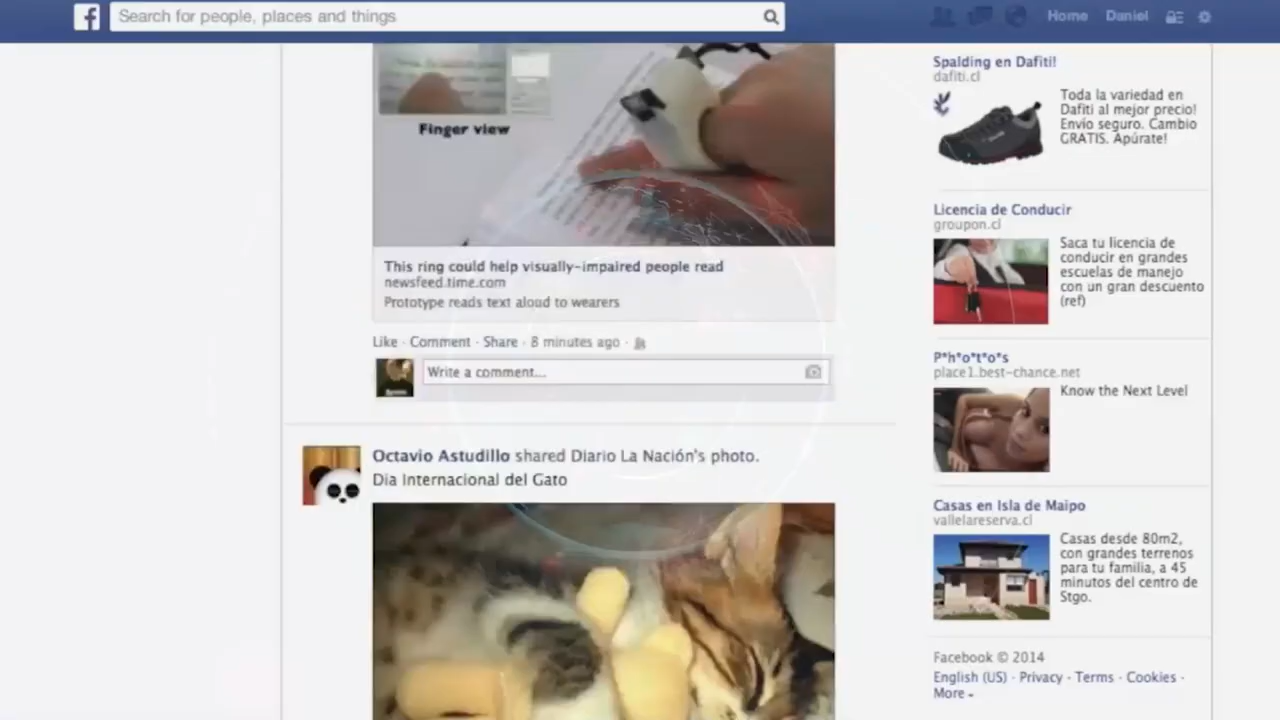 Search for people, places and things
Home
Daniel
Finger view
This ring could help visually-impaired people read
newsfeed.time.com
Prototype reads text aloud to wearers
Like · Comment · Share · 8 minutes ago ·
Write a comment...
Octavio Astudillo shared Diario La Nación's photo.
Dia Internacional del Gato
Spalding en Dafiti!
dafiti.cl
Toda la variedad en
Dafiti al mejor precio!
Envío seguro. Cambio
GRATIS. Apúrate!
Licencia de Conducir
groupon.cl
Saca tu licencia de
conducir en grandes
escuelas de manejo
con un gran descuento
(ref)
P*h*o*t*o*s
place1.best-chance.net
Know the Next Level
Casas en Isla de Maipo
vallelareserva.cl
Casas desde 80m2,
con grandes terrenos
para tu familia, a 45
minutos del centro de
Stgo.
Facebook © 2014
English (US) · Privacy · Terms · Cookies ·
More